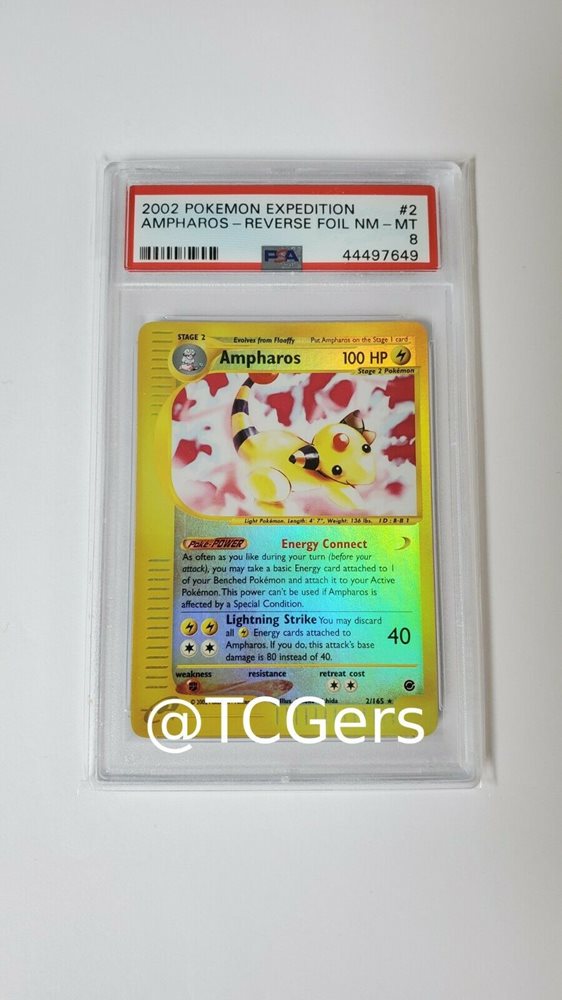 2002 POKEMON EXPEDITION #2
AMPHAROS - REVERSE FOIL NM - MT
8
PSA 44497649
STAGE 2 Evolves from Flaaffy Put Ampharos on the Stage 1 card
Ampharos 100 HP
Stage 2 Pokémon
Light Pokémon. Length: 4' 7", Weight: 136 lbs. ID: B-B 1
Poké-POWER Energy Connect
As often as you like during your turn (before your
attack), you may take a basic Energy card attached to 1
of your Benched Pokémon and attach it to your Active
Pokémon. This power can't be used if Ampharos is
affected by a Special Condition.
Lightning Strike You may discard
all Energy cards attached to
Ampharos. If you do, this attack's base
damage is 80 instead of 40.
40
weakness resistance retreat cost
2/165
@TCGers